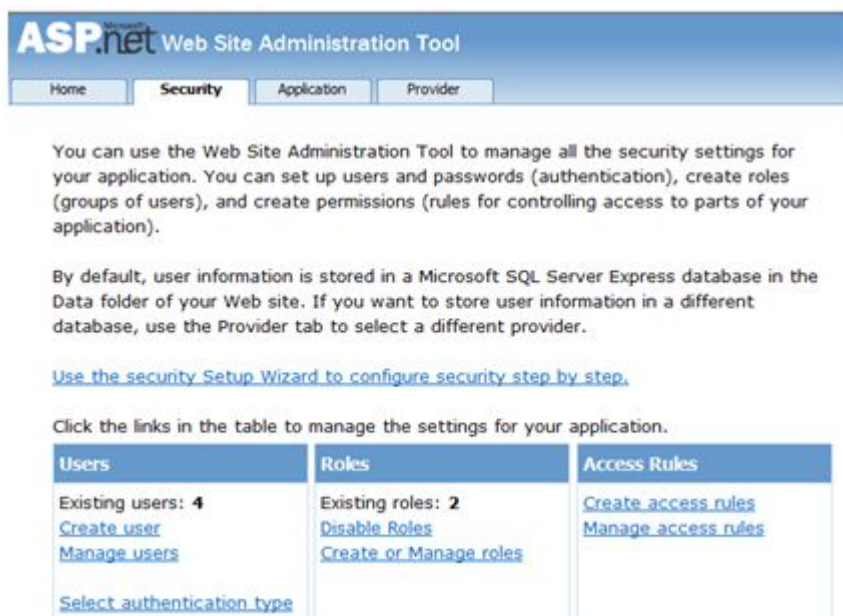 Microsoft
ASP.net Web Site Administration Tool
Home Security Application Provider
You can use the Web Site Administration Tool to manage all the security settings for
your application. You can set up users and passwords (authentication), create roles
(groups of users), and create permissions (rules for controlling access to parts of your
application).
By default, user information is stored in a Microsoft SQL Server Express database in the
Data folder of your Web site. If you want to store user information in a different
database, use the Provider tab to select a different provider.
Use the security Setup Wizard to configure security step by step.
Click the links in the table to manage the settings for your application.
Users
Existing users: 4
Create user
Manage users
Select authentication type
Roles
Existing roles: 2
Disable Roles
Create or Manage roles
Access Rules
Create access rules
Manage access rules